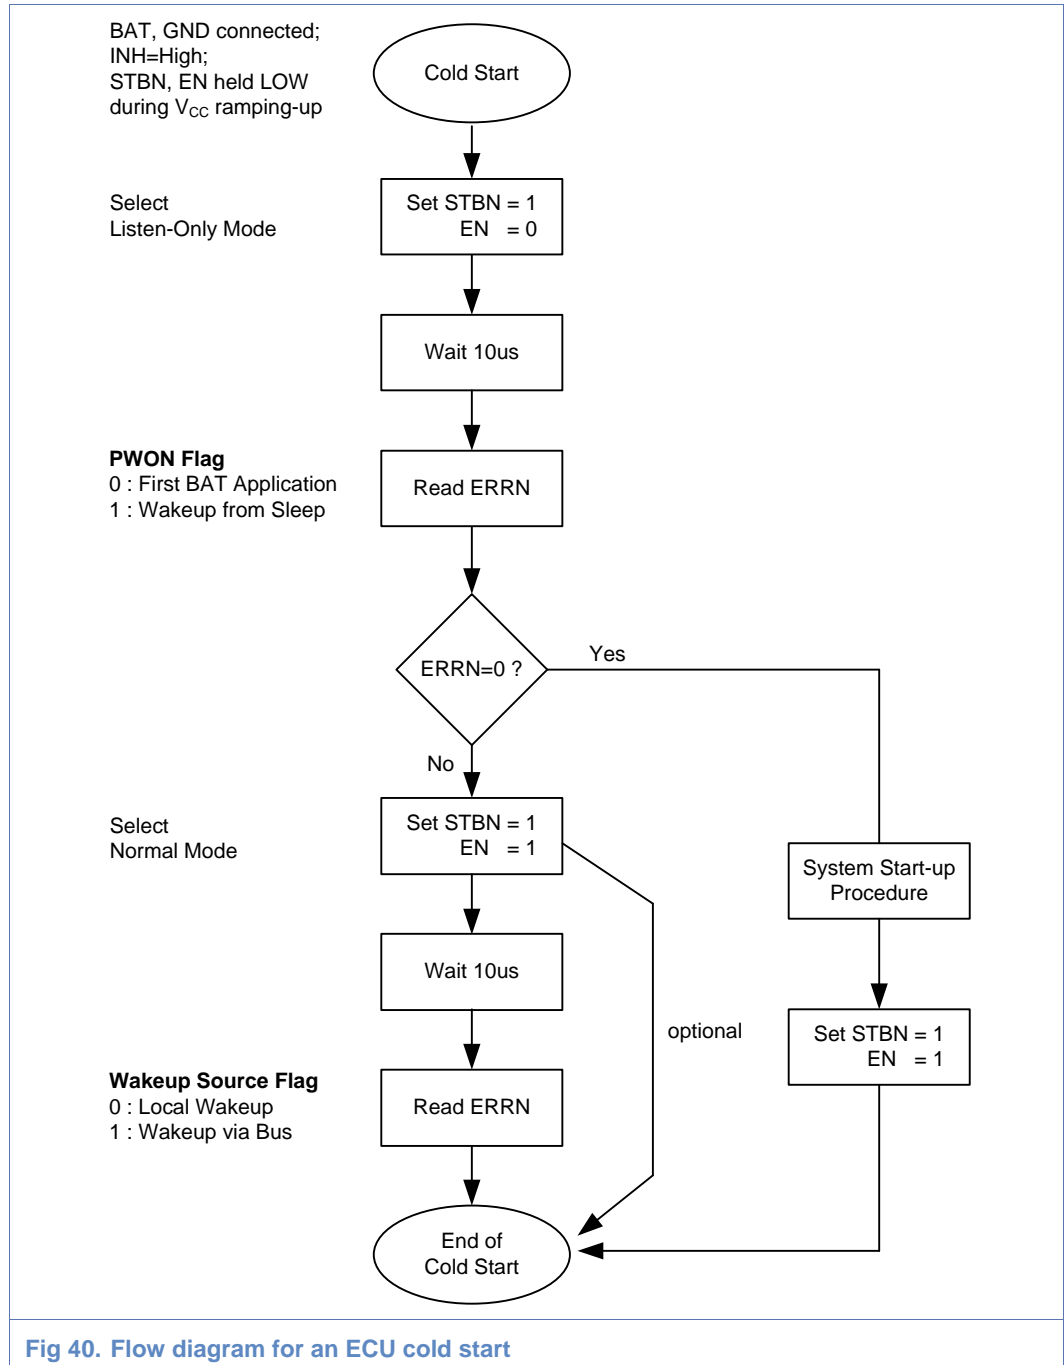 BAT, GND connected;
INH=High;
STBN, EN held LOW
during VCC ramping-up
Cold Start
Select
Listen-Only Mode
Set STBN = 1
EN = 0
Wait 10us
PWON Flag
0 : First BAT Application
1 : Wakeup from Sleep
Read ERRN
ERRN=0 ?
Yes
No
Select
Normal Mode
Set STBN = 1
EN = 1
System Start-up
Procedure
Wait 10us
optional
Set STBN = 1
EN = 1
Wakeup Source Flag
0 : Local Wakeup
1 : Wakeup via Bus
Read ERRN
End of
Cold Start
Fig 40. Flow diagram for an ECU cold start